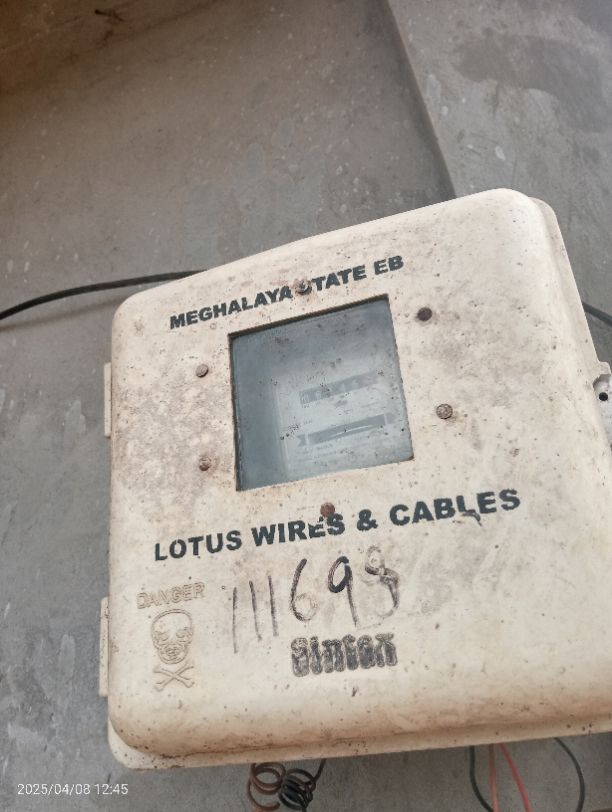 MEGHALAYA STATE EB
LOTUS WIRES & CABLES
DANGER
111698
Sintex
2025/04/08 12:45